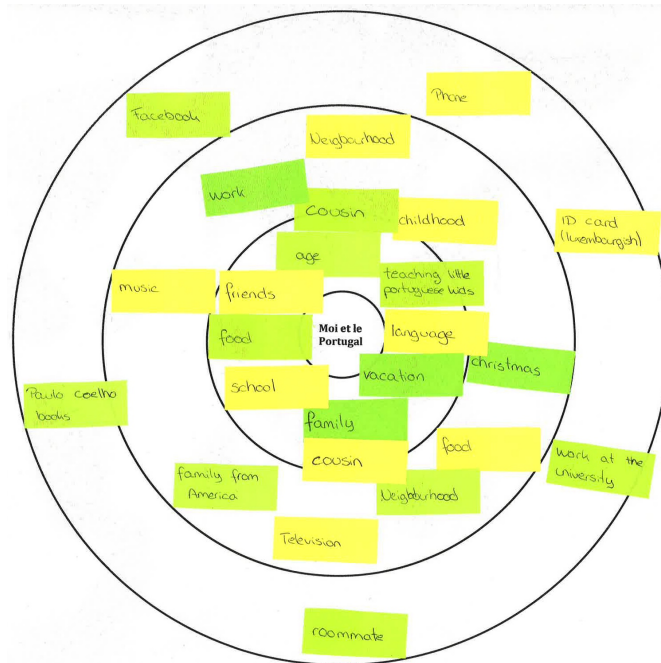 Phone
Facebook
Neigbourhood
work
cousin
childhood
ID card
(luxembourgish)
age
teaching little
portuguese kids
music
friends
Moi et le
Portugal
language
food
vacation
christmas
school
Paulo coelho
books
family
cousin
food
work at the
university
family from
America
Neighbourhood
Television
roommate